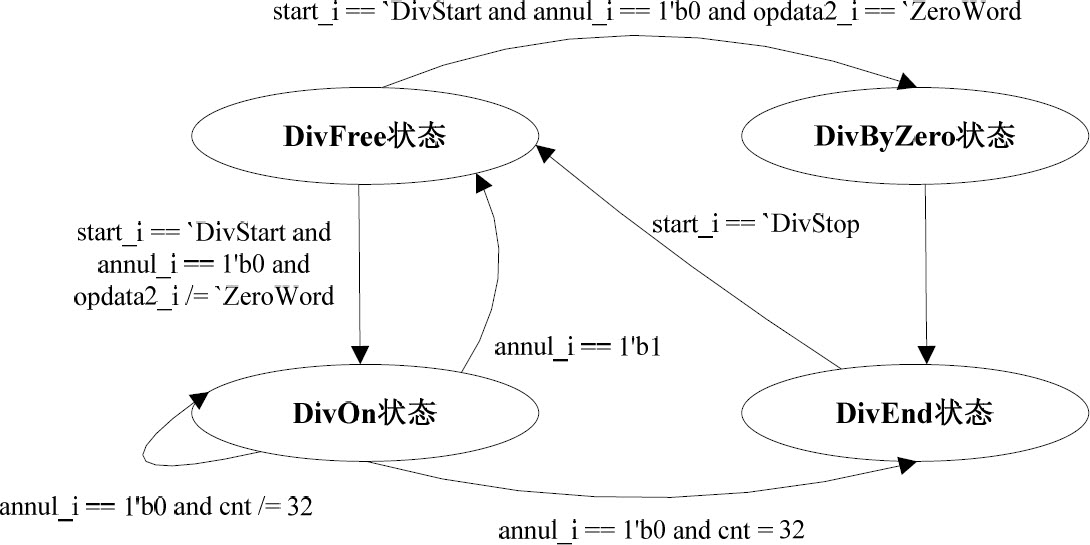 start_i == `DivStart and annul_i == 1'b0 and opdata2_i == `ZeroWord
DivFree状态
DivByZero状态
start_i == `DivStart and
annul_i == 1'b0 and
opdata2_i /= `ZeroWord
start_i == `DivStop
annul_i == 1'b1
DivOn状态
DivEnd状态
annul_i == 1'b0 and cnt /= 32
annul_i == 1'b0 and cnt = 32